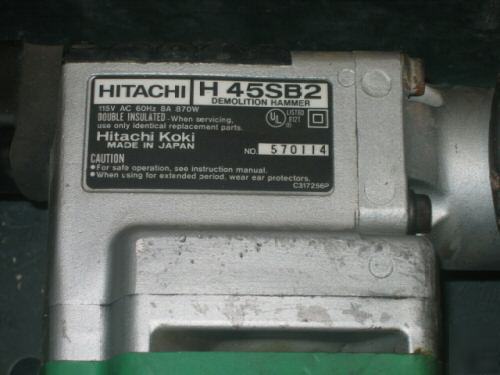 HITACHI H 45SB2
DEMOLITION HAMMER
115V AC 60Hz 8A 870W
DOUBLE INSULATED-When servicing,
use only identical replacement parts.
UL LISTED
Hitachi Koki
MADE IN JAPAN
NO. 570114
CAUTION
●For safe operation, see instruction manual.
●When using for extended period, wear ear protectors.